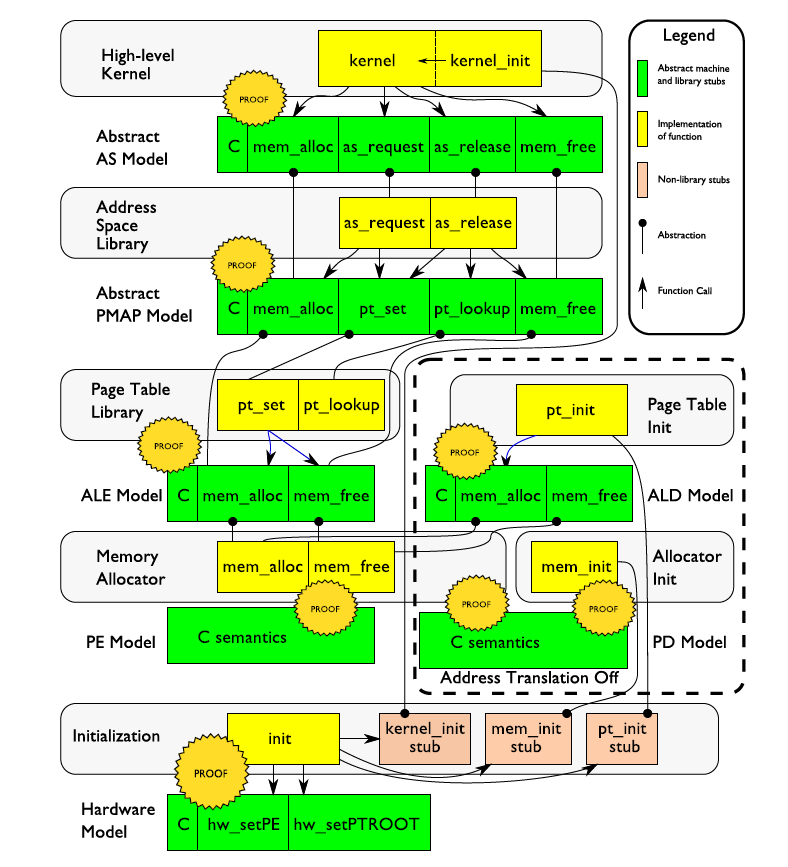 High-level
Kernel
kernel
kernel_init
PROOF
Abstract
AS Model
C
mem_alloc
as_request
as_release
mem_free
Address
Space
Library
as_request
as_release
PROOF
Abstract
PMAP Model
C
mem_alloc
pt_set
pt_lookup
mem_free
Legend
Abstract machine
and library stubs
Implementation
of function
Non-library stubs
Abstraction
Function Call
Page Table
Library
pt_set
pt_lookup
PROOF
ALE Model
C
mem_alloc
mem_free
pt_init
Page Table
Init
PROOF
C
mem_alloc
mem_free
ALD Model
Memory
Allocator
mem_alloc
mem_free
PROOF
PE Model
C semantics
mem_init
Allocator
Init
PROOF
PROOF
C semantics
PD Model
Address Translation Off
Initialization
init
kernel_init
stub
mem_init
stub
pt_init
stub
PROOF
Hardware
Model
C
hw_setPE
hw_setPTROOT